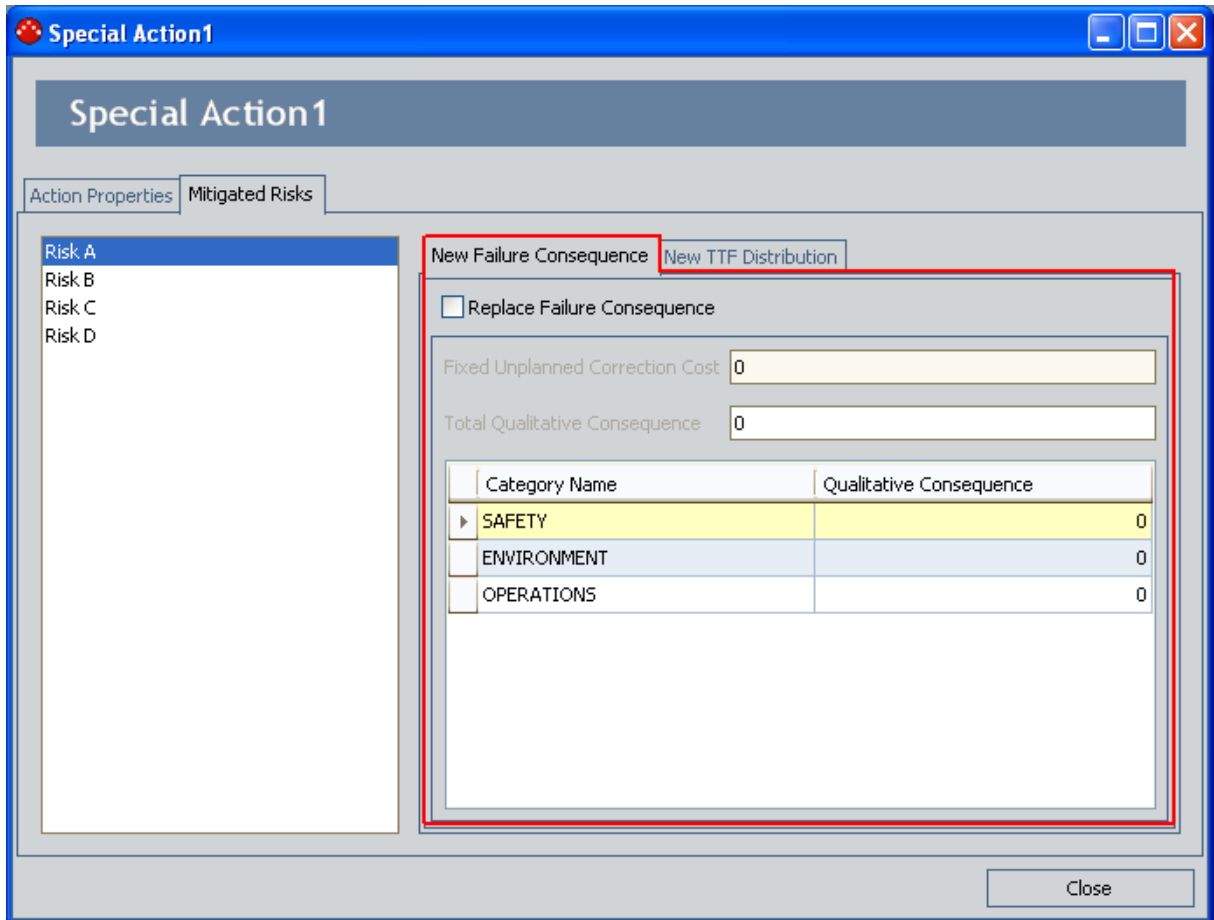 Special Action1
Special Action1
Action Properties Mitigated Risks
Risk A
Risk B
Risk C
Risk D
New Failure Consequence New TTF Distribution
Replace Failure Consequence
Fixed Unplanned Correction Cost 0
Total Qualitative Consequence 0
Category Name Qualitative Consequence
SAFETY 0
ENVIRONMENT 0
OPERATIONS 0
Close